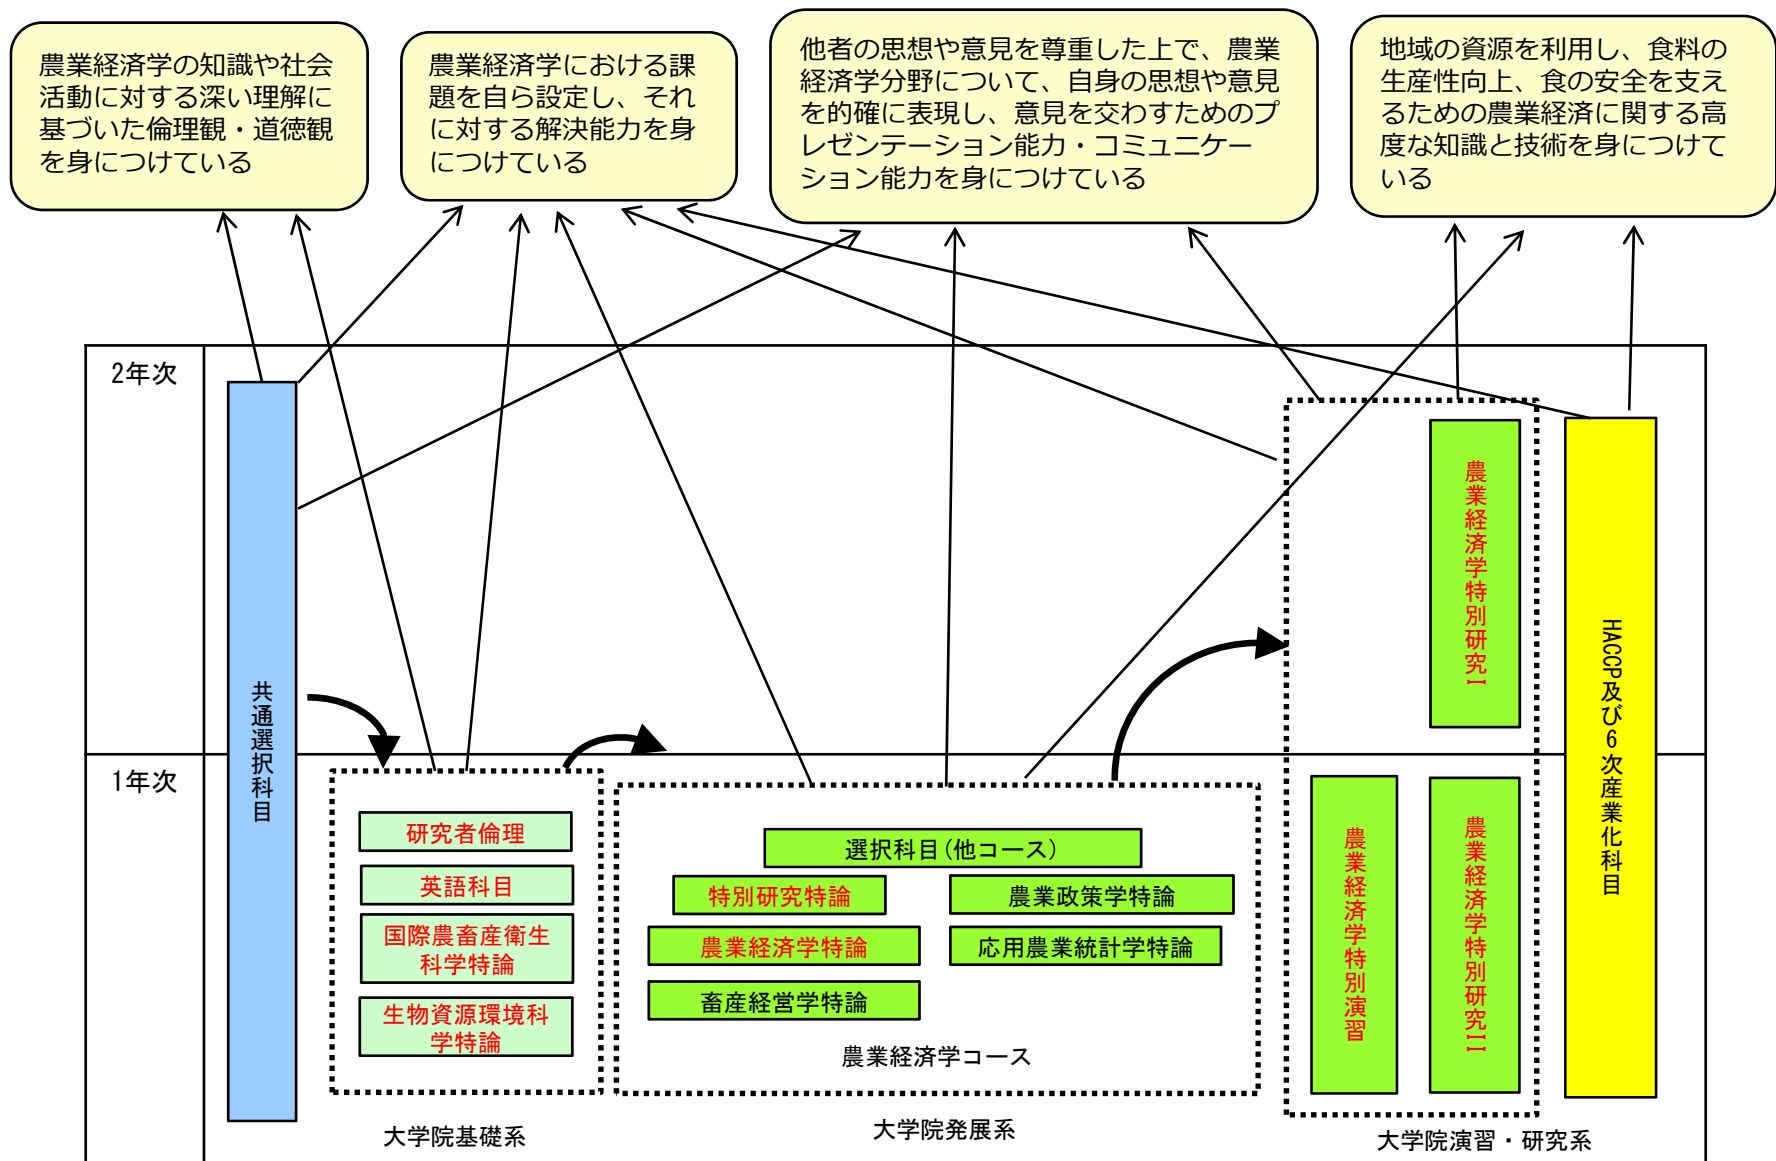 農業経済学の知識や社会
活動に対する深い理解に
基づいた倫理観・道徳観
を身につけている
農業経済学における課
題を自ら設定し、それ
に対する解決能力を身
につけている
他者の思想や意見を尊重した上で、農業
経済学分野について、自身の思想や意見
を的確に表現し、意見を交わすためのプ
レゼンテーション能力・コミュニケー
ション能力を身につけている
地域の資源を利用し、食料の
生産性向上、食の安全を支え
るための農業経済に関する高
度な知識と技術を身につけて
いる
2年次
1年次
共通選択科目
研究者倫理
英語科目
国際農畜産衛生
科学特論
生物資源環境科
学特論
大学院基礎系
選択科目(他コース)
特別研究特論
農業政策学特論
農業経済学特論
応用農業統計学特論
畜産経営学特論
農業経済学コース
大学院発展系
農業経済学特別研究I
農業経済学特別演習
農業経済学特別研究II
大学院演習・研究系
HACCP及び6次産業化科目